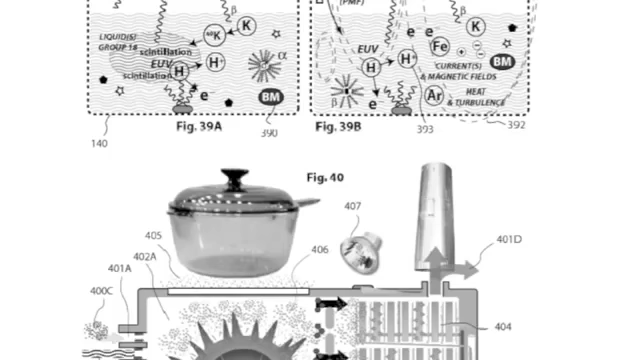 (PMF)
β
⁴⁰K
K
LIQUID(S)
GROUP 18
scintillation
EUV
scintillati
H
H⁺
α
e⁻
BM
Fig. 39A
140
390
β
K
e e
EUV
H
H⁺
Fe
+
BM
CURRENT(S)
& MAGNETIC FIELDS
β
e⁻
Ar
HEAT
& TURBULENCE
Fig. 39B
393
392
Fig. 40
407
405
406
401D
402A
401A
400C
404